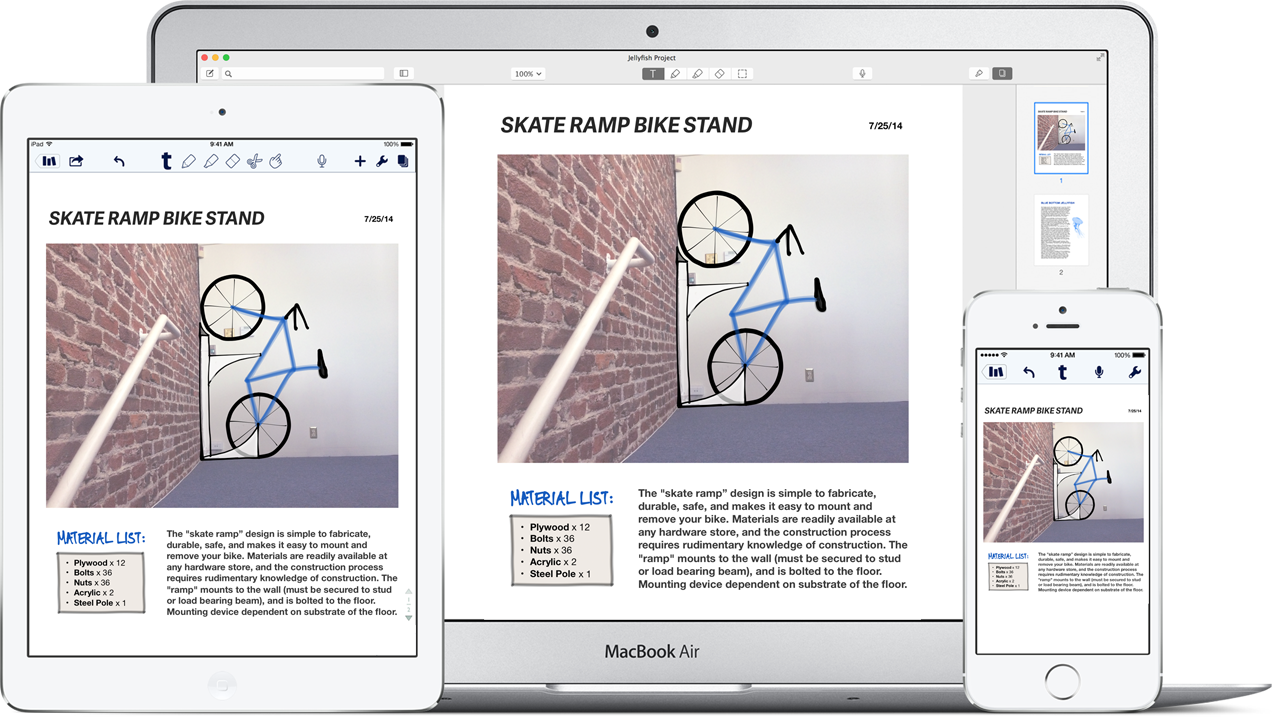 Jellyfish Project
100%
T
SKATE RAMP BIKE STAND
7/25/14
MATERIAL LIST:
• Plywood x 12
• Bolts x 36
• Nuts x 36
• Acrylic x 2
• Steel Pole x 1
The "skate ramp" design is simple to fabricate,
durable, safe, and makes it easy to mount and
remove your bike. Materials are readily available at
any hardware store, and the construction process
requires rudimentary knowledge of construction. The
"ramp" mounts to the wall (must be secured to stud
or load bearing beam), and is bolted to the floor.
Mounting device dependent on substrate of the floor.
SKATE RAMP BIKE STAND
1
BLUE BOTTOM JELLYFISH
2
MacBook Air
iPad
9:41 AM
100%
t
SKATE RAMP BIKE STAND
7/25/14
MATERIAL LIST:
• Plywood x 12
• Bolts x 36
• Nuts x 36
• Acrylic x 2
• Steel Pole x 1
The "skate ramp" design is simple to fabricate,
durable, safe, and makes it easy to mount and
remove your bike. Materials are readily available at
any hardware store, and the construction process
requires rudimentary knowledge of construction. The
"ramp" mounts to the wall (must be secured to stud
or load bearing beam), and is bolted to the floor.
Mounting device dependent on substrate of the floor.
9:41 AM
100%
t
SKATE RAMP BIKE STAND
7/25/14
MATERIAL LIST:
• Plywood x 12
• Bolts x 36
• Nuts x 36
• Acrylic x 2
• Steel Pole x 1
The "skate ramp" design is simple to fabricate,
durable, safe, and makes it easy to mount and
remove your bike. Materials are readily available at
any hardware store, and the construction process
requires rudimentary knowledge of construction. The
"ramp" mounts to the wall (must be secured to stud
or load bearing beam), and is bolted to the floor.
Mounting device dependent on substrate of the floor.